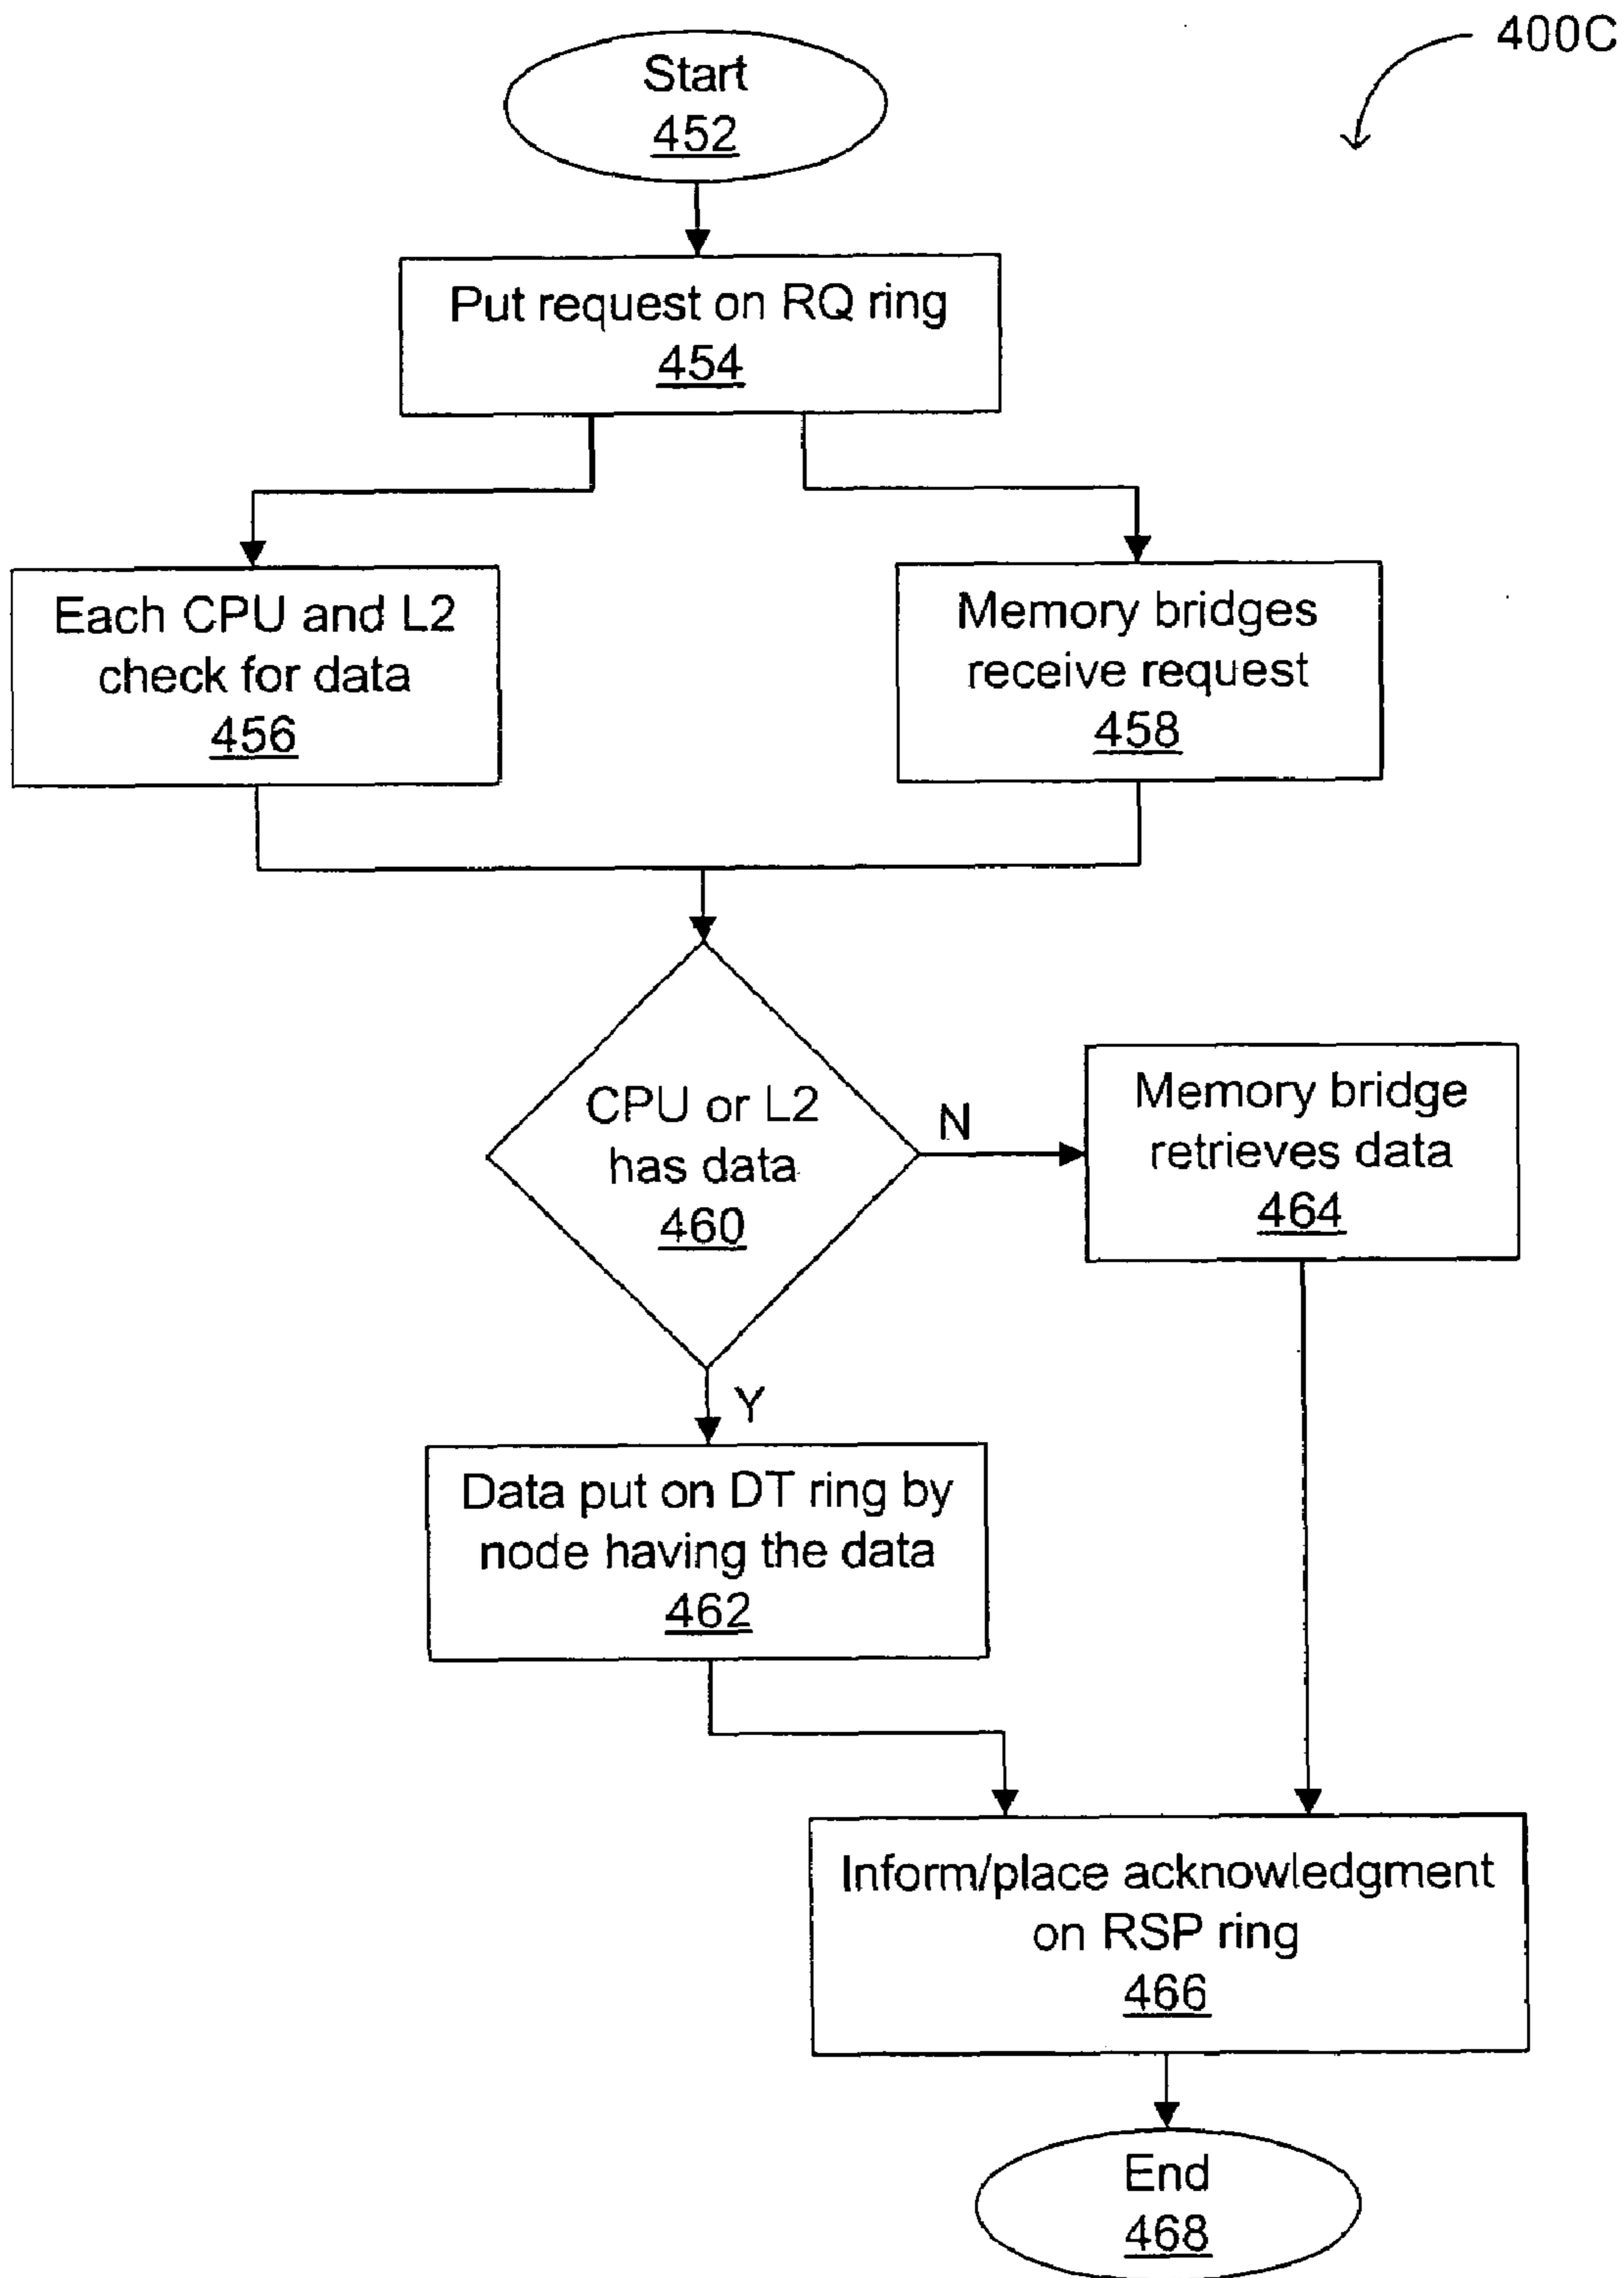 400C
Start
452
Put request on RQ ring
454
Each CPU and L2
check for data
456
Memory bridges
receive request
458
CPU or L2
has data
460
N
Memory bridge
retrieves data
464
Y
Data put on DT ring by
node having the data
462
Inform/place acknowledgment
on RSP ring
466
End
468